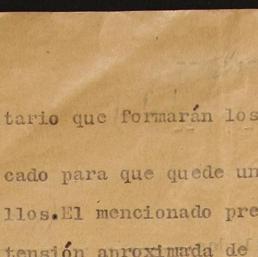 tario que formarán los
cado para que quede un
llos.El mencionado pre
tensión aproximada de